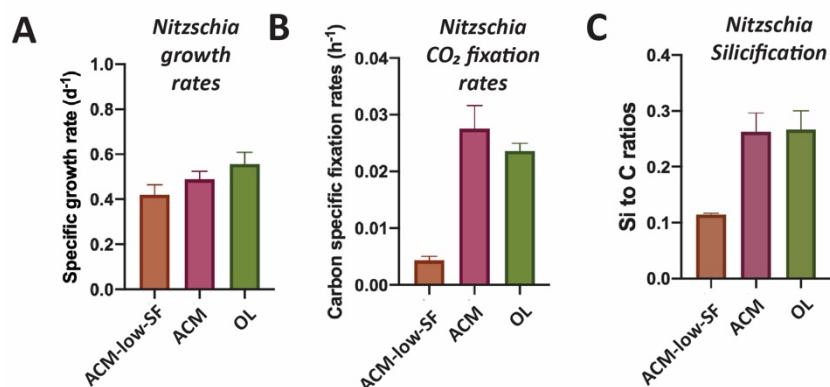 A
Nitzschia
growth
rates
Specific growth rate (d⁻¹)
1.0
0.8
0.6
0.4
0.2
0.0
ACM-low-SF
ACM
OL
B
Nitzschia
CO₂ fixation
rates
Carbon specific fixation rates (h⁻¹)
0.04
0.03
0.02
0.01
0.00
ACM-low-SF
ACM
OL
C
Nitzschia
Silicification
Si to C ratios
0.4
0.3
0.2
0.1
0.0
ACM-low-SF
ACM
OL